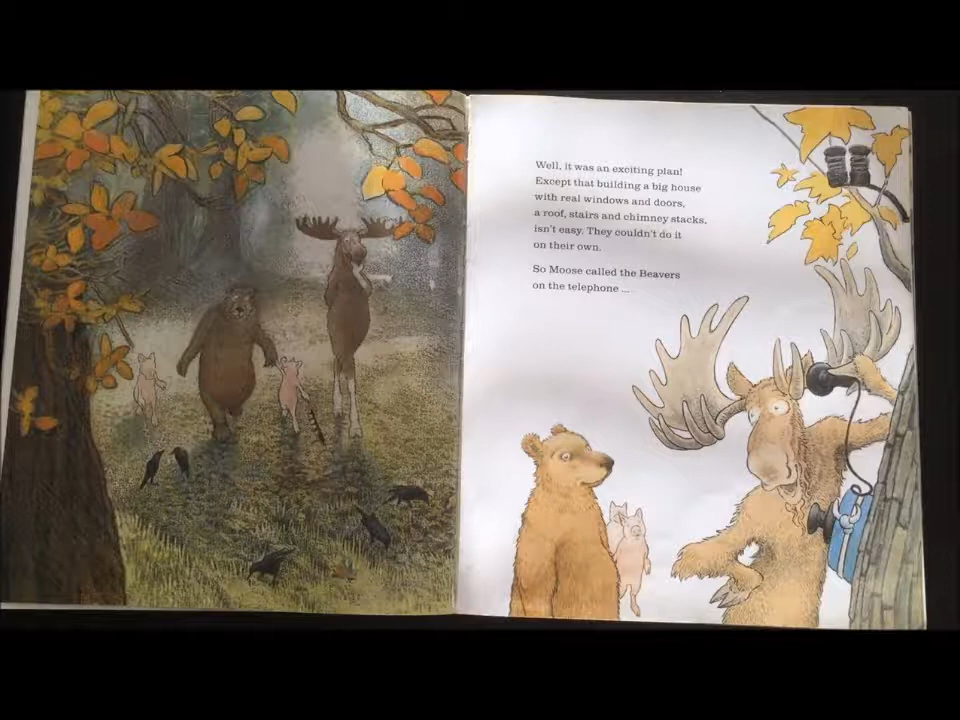 Well, it was an exciting plan!
Except that building a big house
with real windows and doors,
a roof, stairs and chimney stacks,
isn't easy. They couldn't do it
on their own.
So Moose called the Beavers
on the telephone ...